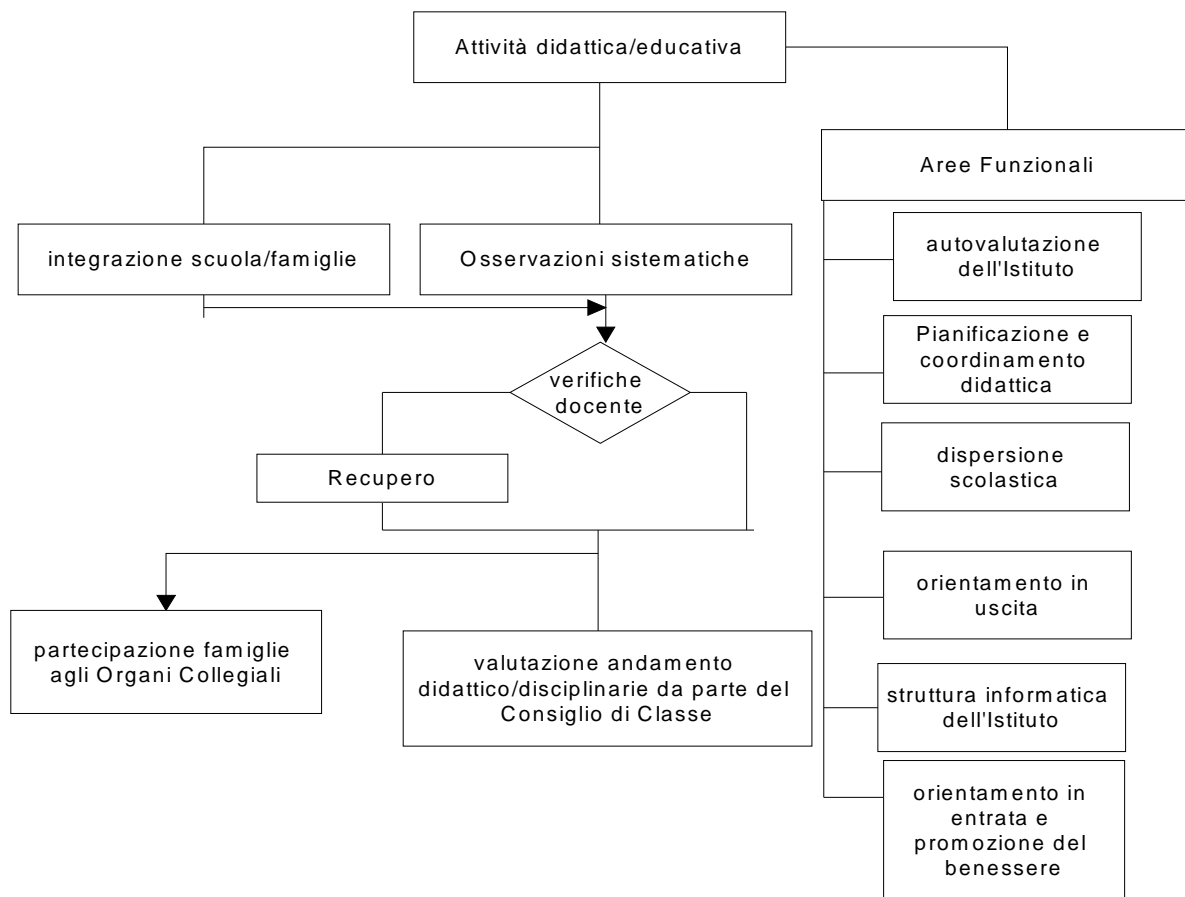 Attività didattica/educativa
Aree Funzionali
integrazione scuola/famiglie
Osservazioni sistematiche
autovalutazione
dell'Istituto
Pianificazione e
coordinamento
didattica
verifiche
docente
Recupero
dispersione
scolastica
orientamento in
uscita
partecipazione famiglie
agli Organi Collegiali
valutazione andamento
didattico/disciplinarie da parte del
Consiglio di Classe
struttura informatica
dell'Istituto
orientamento in
entrata e
promozione del
benessere